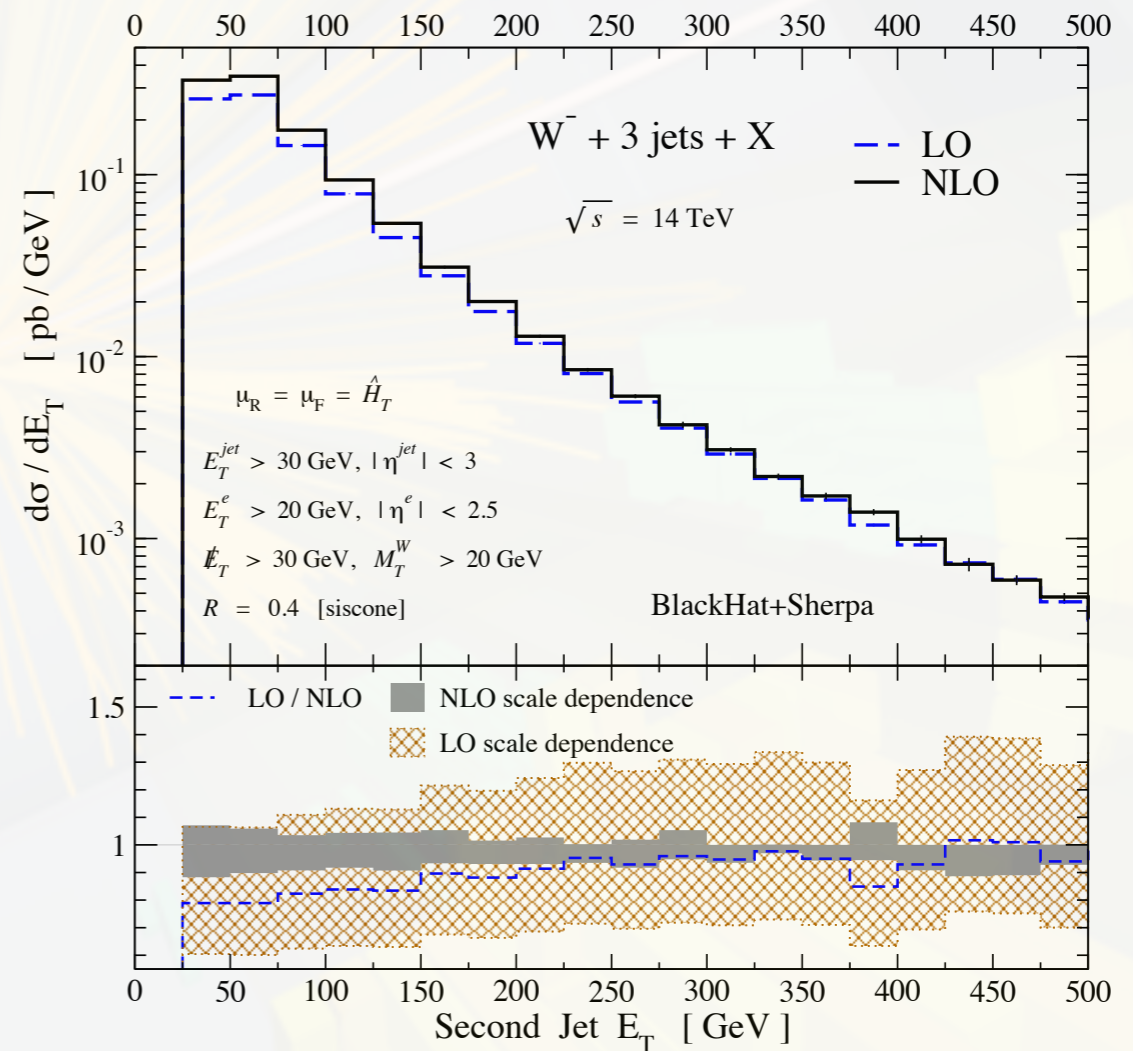 0 50 100 150 200 250 300 350 400 450 500
W⁻ + 3 jets + X
LO
NLO
√s = 14 TeV
10⁻¹
10⁻²
10⁻³
dσ / dE_T [ pb / GeV ]
μ_R = μ_F = Ĥ_T
E_T^jet > 30 GeV, | η^jet | < 3
E_T^e > 20 GeV, | η^e | < 2.5
E̸_T > 30 GeV, M_T^W > 20 GeV
R = 0.4 [siscone]
BlackHat+Sherpa
LO / NLO
NLO scale dependence
LO scale dependence
1.5
1
0 50 100 150 200 250 300 350 400 450 500
Second Jet E_T [ GeV ]